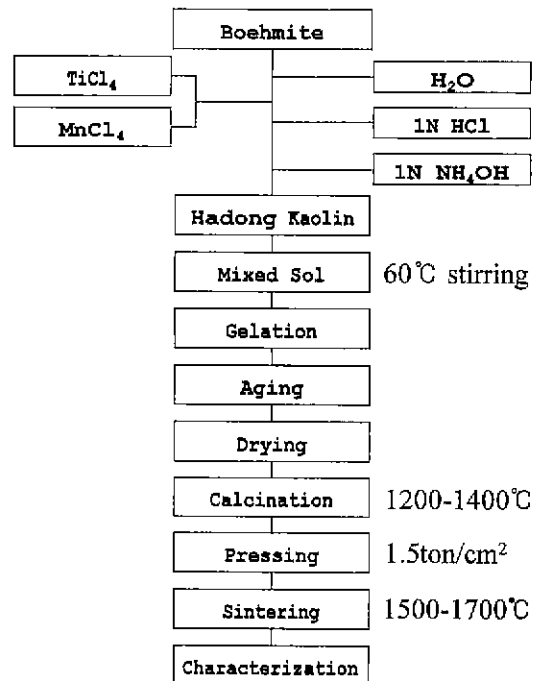 Boehmite
TiCl₄
H₂O
MnCl₄
1N HCl
1N NH₄OH
Hadong Kaolin
Mixed Sol 60℃ stirring
Gelation
Aging
Drying
Calcination 1200-1400℃
Pressing 1.5ton/cm²
Sintering 1500-1700℃
Characterization